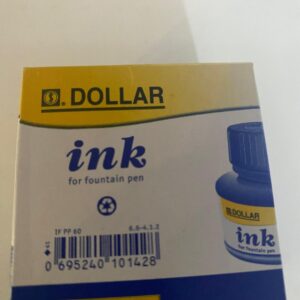 DOLLAR
ink
for fountain pen
IF PP 60
6.0-4.1.2
0 695240 101428
DOLLAR
ink
for fountain pen